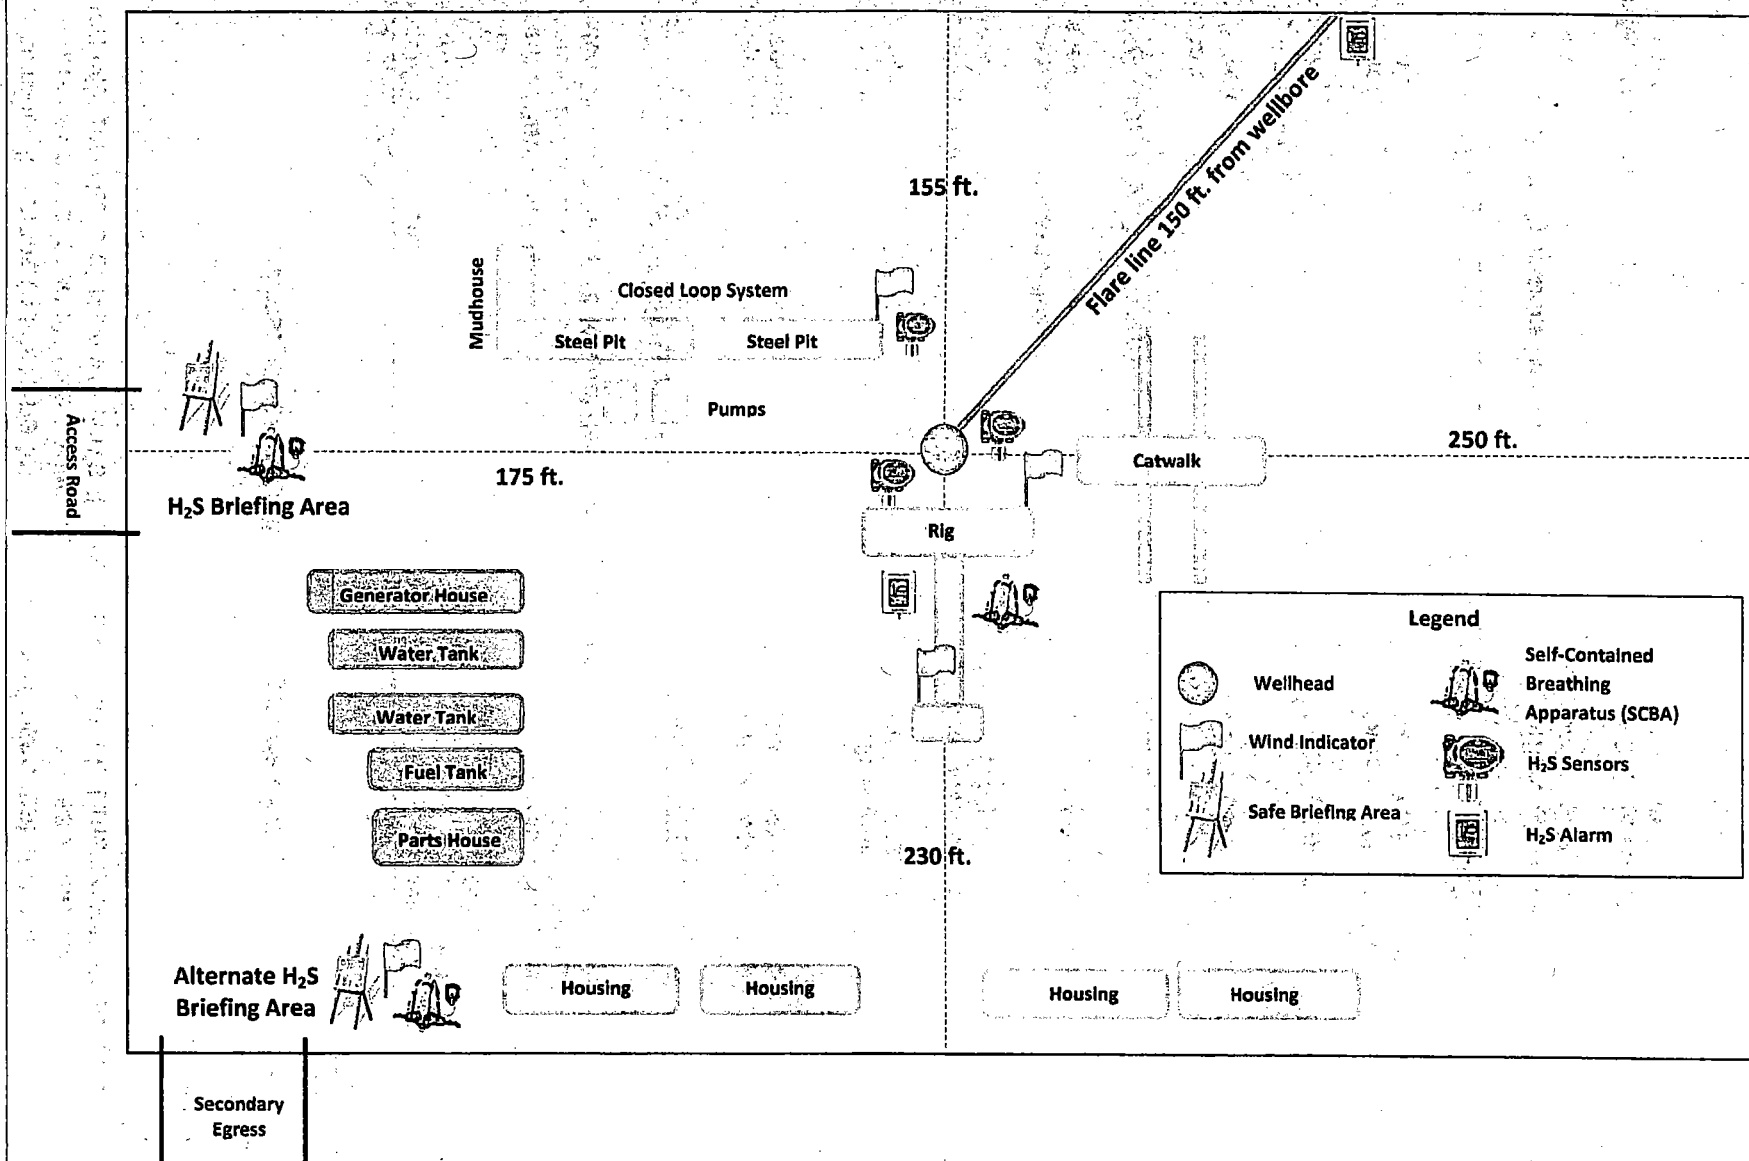 Flare line 150 ft. from wellbore
155 ft.
Mudhouse
Closed Loop System
Steel Pit
Steel Pit
Pumps
Access Road
H₂S Briefing Area
175 ft.
Catwalk
250 ft.
Rig
Generator House
Water Tank
Water Tank
Fuel Tank
Parts House
230 ft.
Legend
Wellhead
Wind Indicator
Safe Briefing Area
Self-Contained
Breathing
Apparatus (SCBA)
H₂S Sensors
H₂S Alarm
Alternate H₂S
Briefing Area
Housing
Housing
Housing
Housing
Secondary
Egress